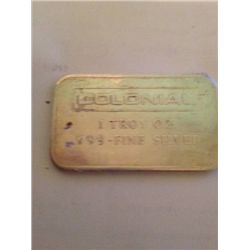 COLONIAL
1 TROY OZ
.999-FINE SILVER